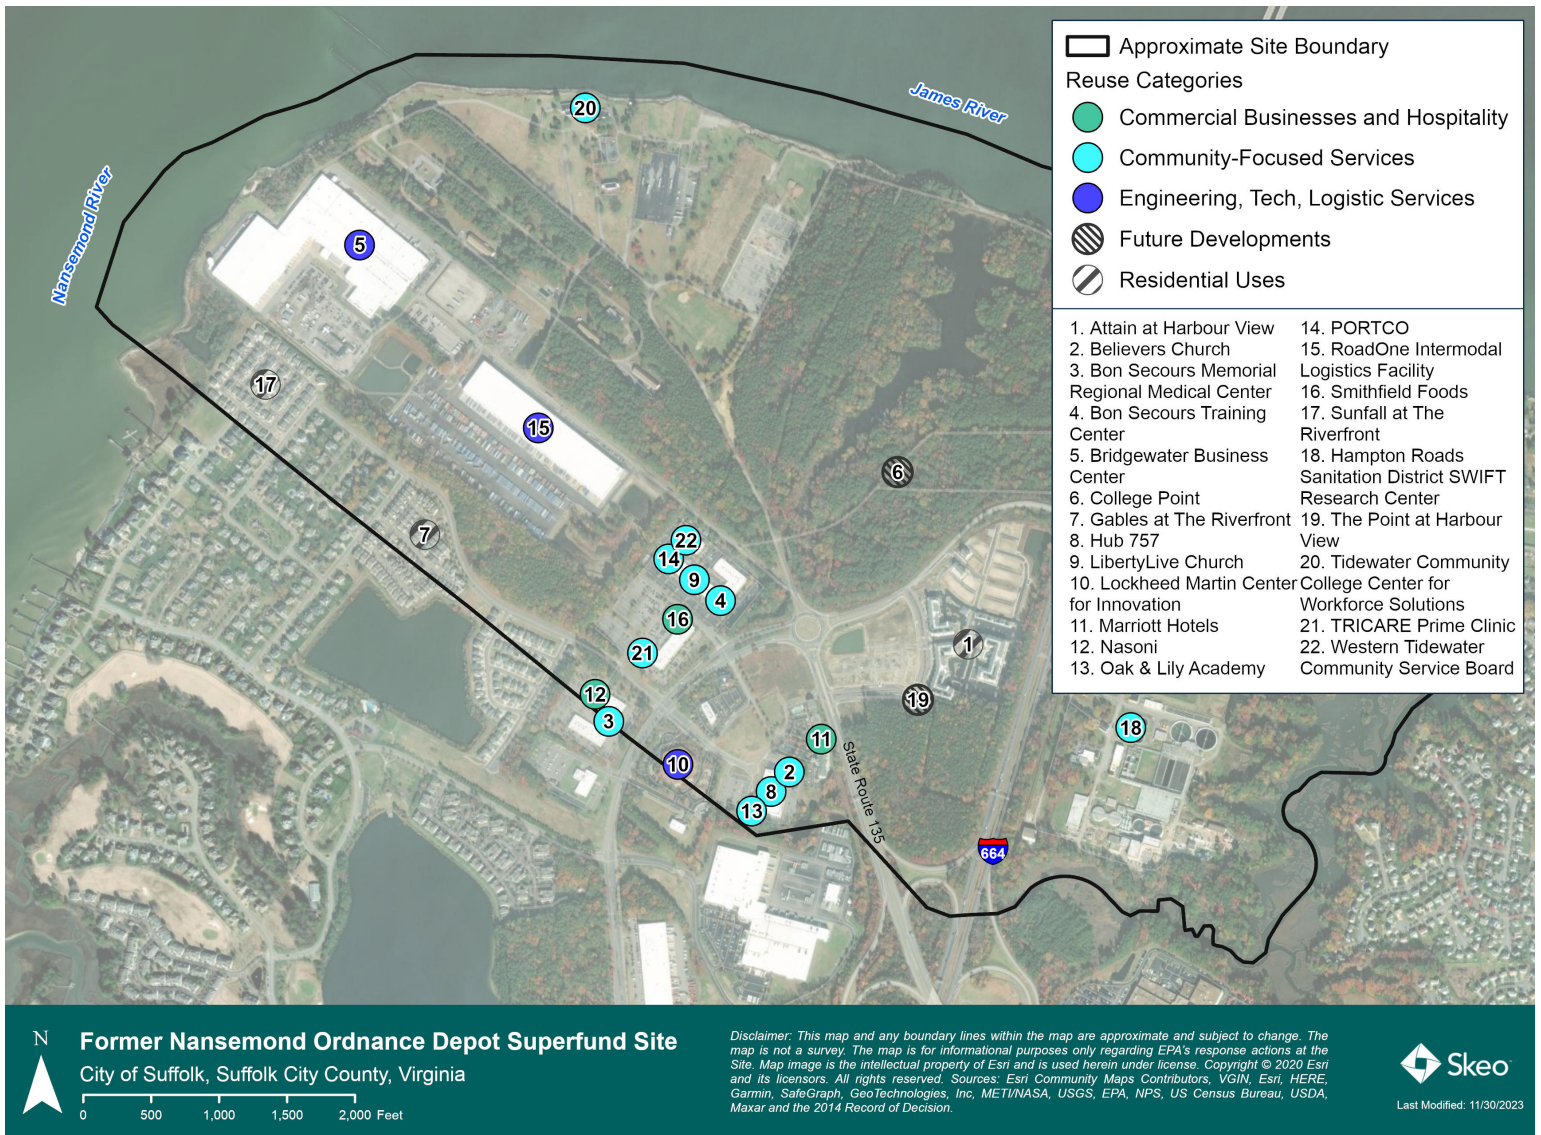 Approximate Site Boundary
Reuse Categories
Commercial Businesses and Hospitality
Community-Focused Services
Engineering, Tech, Logistic Services
Future Developments
Residential Uses
1. Attain at Harbour View
2. Believers Church
3. Bon Secours Memorial
Regional Medical Center
4. Bon Secours Training
Center
5. Bridgewater Business
Center
6. College Point
7. Gables at The Riverfront
8. Hub 757
9. LibertyLive Church
10. Lockheed Martin Center
for Innovation
11. Marriott Hotels
12. Nasoni
13. Oak & Lily Academy
14. PORTCO
15. RoadOne Intermodal
Logistics Facility
16. Smithfield Foods
17. Sunfall at The
Riverfront
18. Hampton Roads
Sanitation District SWIFT
Research Center
19. The Point at Harbour
View
20. Tidewater Community
College Center for
Workforce Solutions
21. TRICARE Prime Clinic
22. Western Tidewater
Community Service Board
James River
Nansemond River
20
5
17
15
6
7
22
14
9
4
16
21
1
12
19
3
18
11
10
2
8
13
State Route 135
664
N
Former Nansemond Ordnance Depot Superfund Site
City of Suffolk, Suffolk City County, Virginia
0 500 1,000 1,500 2,000 Feet
Disclaimer: This map and any boundary lines within the map are approximate and subject to change. The
map is not a survey. The map is for informational purposes only regarding EPA's response actions at the
Site. Map image is the intellectual property of Esri and is used herein under license. Copyright © 2020 Esri
and its licensors. All rights reserved. Sources: Esri Community Maps Contributors, VGIN, Esri, HERE,
Garmin, SafeGraph, GeoTechnologies, Inc, METI/NASA, USGS, EPA, NPS, US Census Bureau, USDA,
Maxar and the 2014 Record of Decision.
Skeo
Last Modified: 11/30/2023